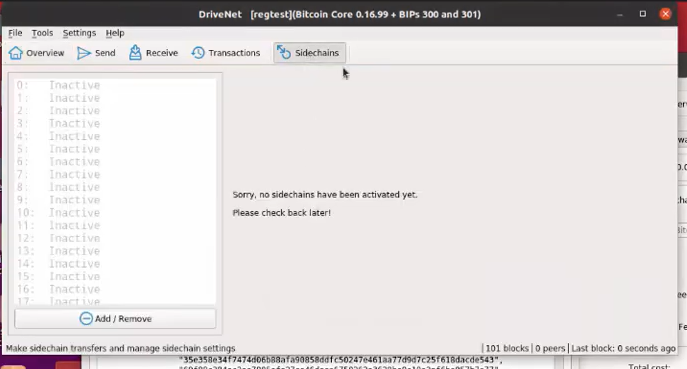 DriveNet [regtest](Bitcoin Core 0.16.99 + BIPs 300 and 301)
File Tools Settings Help
Overview Send Receive Transactions Sidechains
0: Inactive
1: Inactive
2: Inactive
3: Inactive
4: Inactive
5: Inactive
6: Inactive
7: Inactive
8: Inactive
9: Inactive
10: Inactive
11: Inactive
12: Inactive
13: Inactive
14: Inactive
15: Inactive
16: Inactive
17: Inactive
Sorry, no sidechains have been activated yet.
Please check back later!
Add / Remove
Make sidechain transfers and manage sidechain settings
101 blocks 0 peers Last block: 0 seconds ago
"35e358e34f7474d06b88afa90858ddfc50247e461aa77d9d7c25f618dacde543",
Total cost: